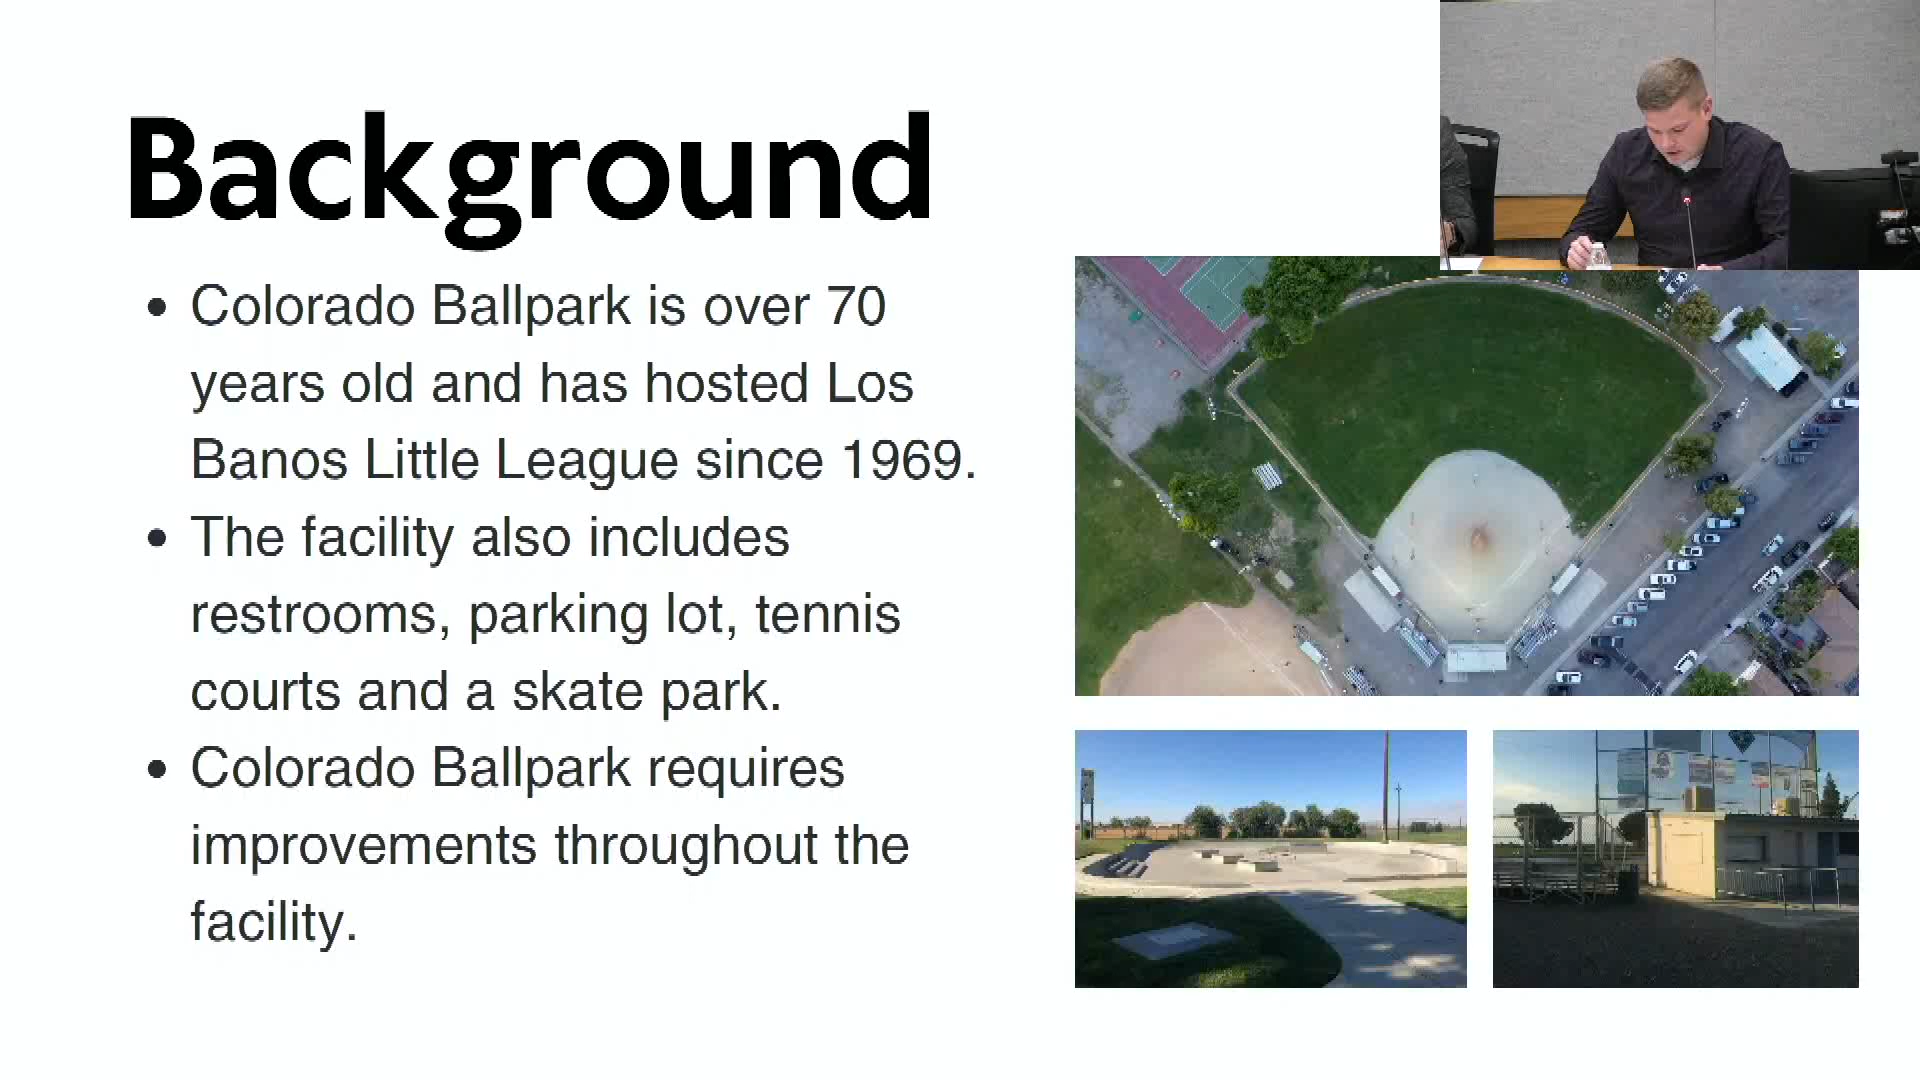 Background
• Colorado Ballpark is over 70
years old and has hosted Los
Banos Little League since 1969.
• The facility also includes
restrooms, parking lot, tennis
courts and a skate park.
• Colorado Ballpark requires
improvements throughout the
facility.